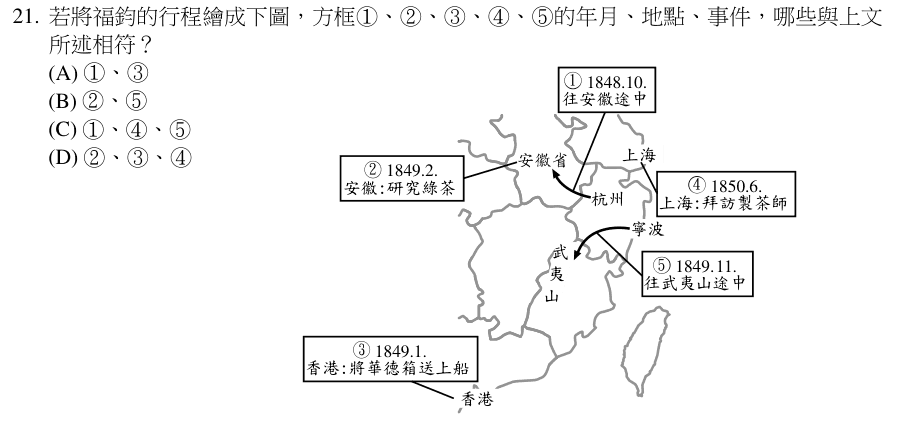 21. 若將福鈞的行程繪成下圖，方框①、②、③、④、⑤的年月、地點、事件，哪些與上文
所述相符？
(A) ①、③
(B) ②、⑤
(C) ①、④、⑤
(D) ②、③、④
① 1848.10.
往安徽途中
安徽省
上海
② 1849.2.
安徽：研究綠茶
④ 1850.6.
上海：拜訪製茶師
杭州
寧波
武
夷
山
⑤ 1849.11.
往武夷山途中
③ 1849.1.
香港：將華德箱送上船
香港